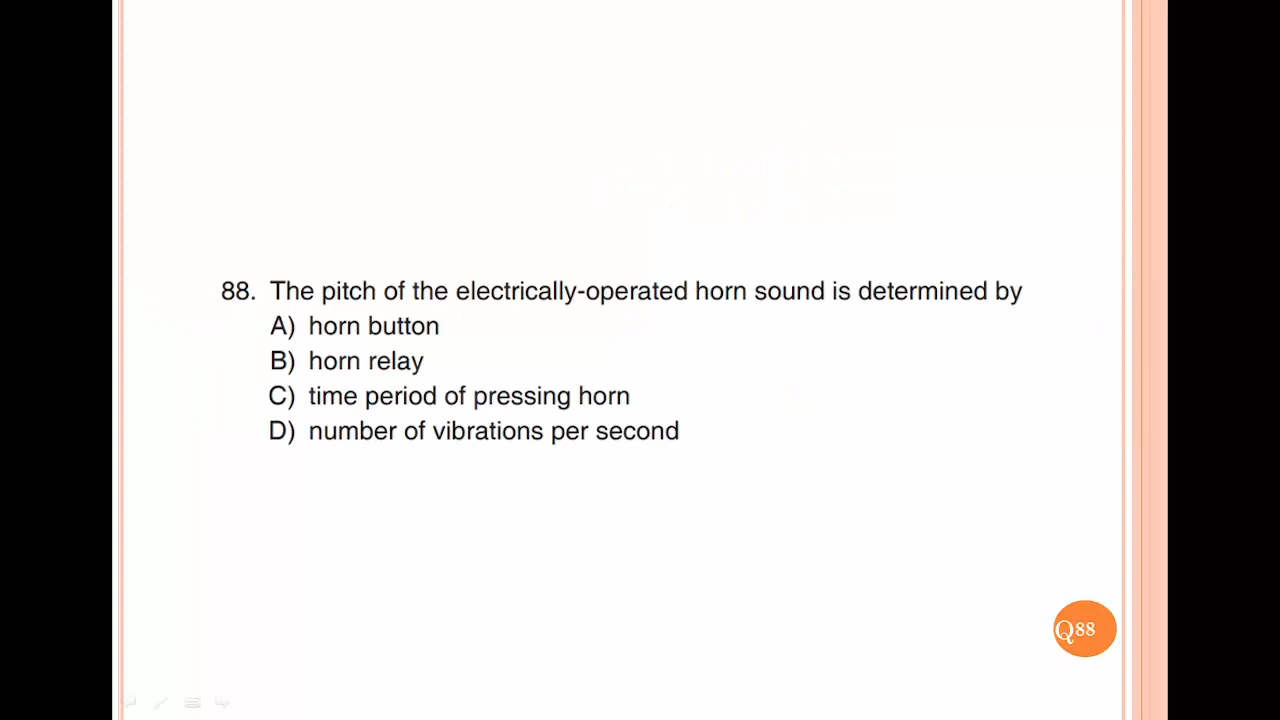 88. The pitch of the electrically-operated horn sound is determined by
A) horn button
B) horn relay
C) time period of pressing horn
D) number of vibrations per second
Q88